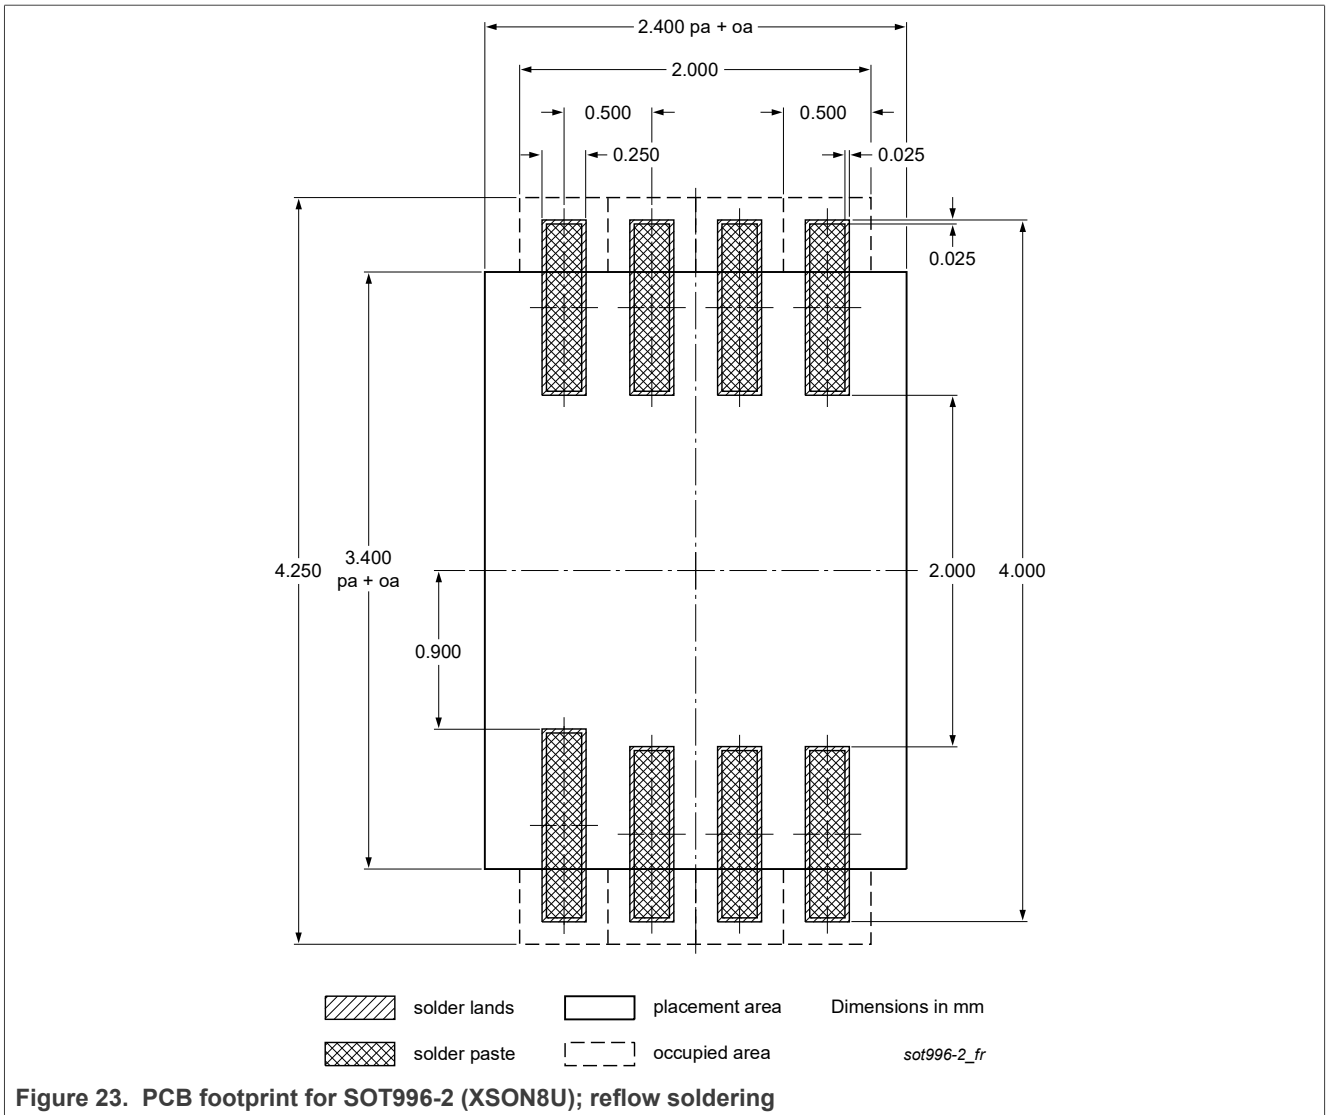 2.400 pa + oa
2.000
0.500
0.500
0.250
0.025
0.025
4.250
3.400
pa + oa
2.000
4.000
0.900
solder lands
placement area
Dimensions in mm
solder paste
occupied area
sot996-2_fr
Figure 23. PCB footprint for SOT996-2 (XSON8U); reflow soldering